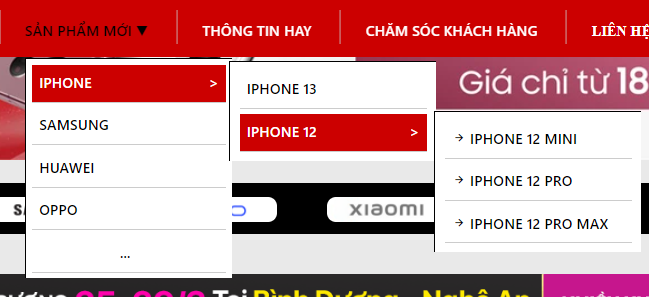 SẢN PHẨM MỚI ▼
THÔNG TIN HAY
CHĂM SÓC KHÁCH HÀNG
LIÊN HỆ
IPHONE >
SAMSUNG
HUAWEI
OPPO
...
IPHONE 13
IPHONE 12 >
→ IPHONE 12 MINI
→ IPHONE 12 PRO
→ IPHONE 12 PRO MAX
Giá chỉ từ 18
xiaomi
Tại Bình Dương - Nghệ An